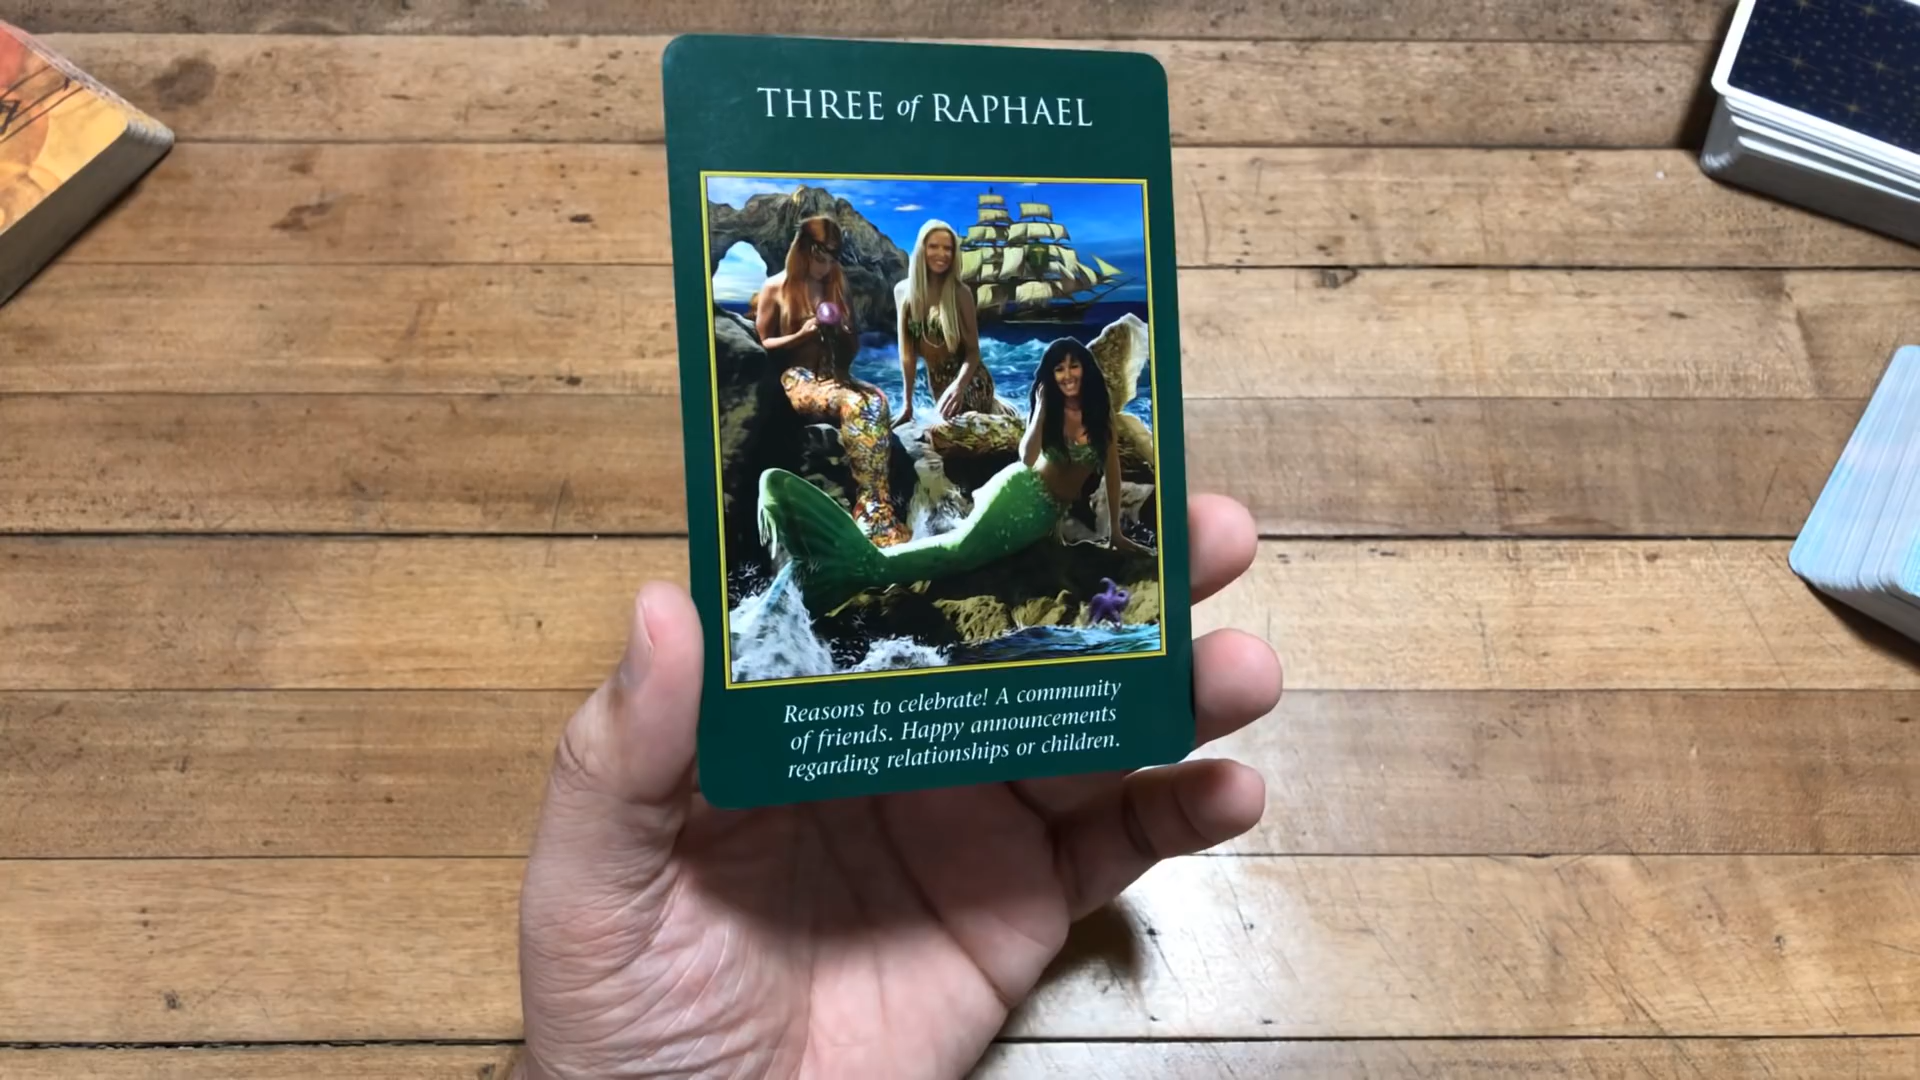 THREE of RAPHAEL
Reasons to celebrate! A community
of friends. Happy announcements
regarding relationships or children.